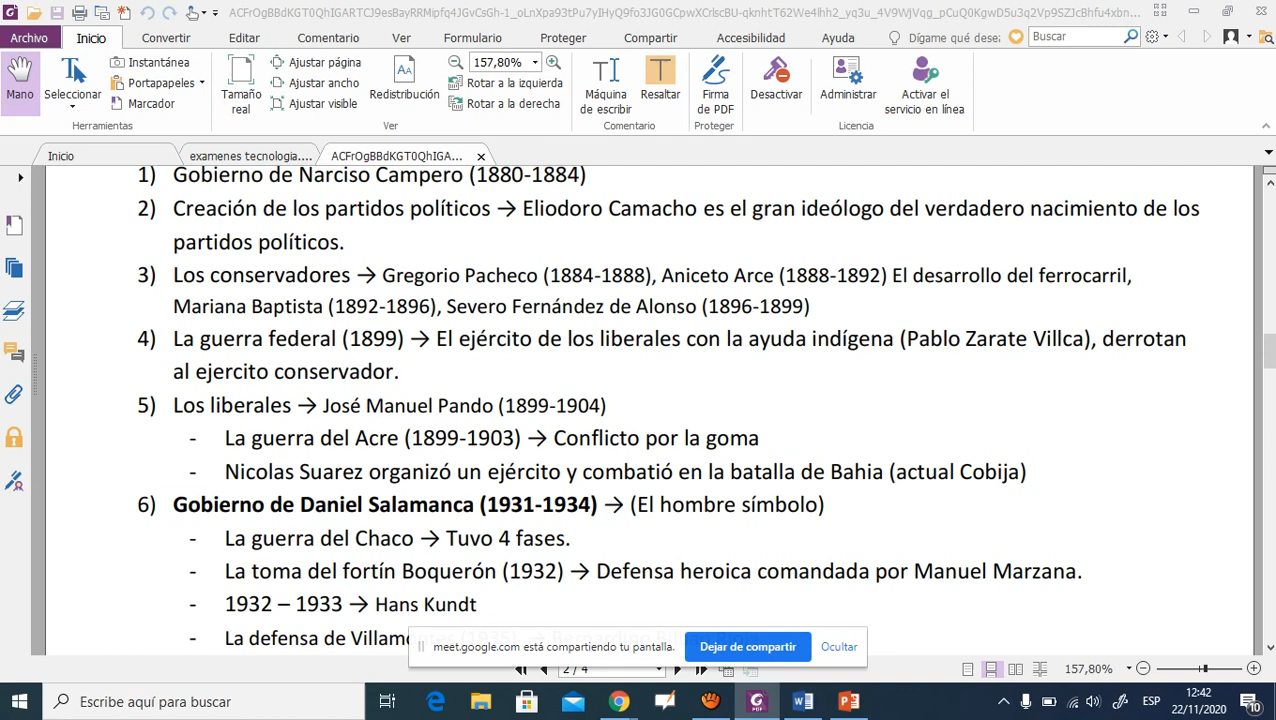 ACFrOgBBdKGT0QhIGARTCJ9esBayRRMipfq4J0
Archivo Inicio Convertir Editar Comentario Ver Formulario Proteger Compartir Accesibilidad Ayuda Dígame qué dese: Buscar
Mano Seleccionar Instantánea Portapapeles Marcador Tamaño real Ajustar página Ajustar ancho Ajustar visible Redistribución 157,80% Rotar a la izquierda Rotar a la derecha Máquina de escribir Resaltar Firma de PDF Desactivar Administrar Activar el servicio en línea
Herramientas Ver Comentario Proteger Licencia
Inicio examenes tecnologia.... ACFrOgBBdKGT0QhIGA...
1) Gobierno de Narciso Campero (1880-1884)
2) Creación de los partidos políticos → Eliodoro Camacho es el gran ideólogo del verdadero nacimiento de los
partidos políticos.
3) Los conservadores → Gregorio Pacheco (1884-1888), Aniceto Arce (1888-1892) El desarrollo del ferrocarril,
Mariana Baptista (1892-1896), Severo Fernández de Alonso (1896-1899)
4) La guerra federal (1899) → El ejército de los liberales con la ayuda indígena (Pablo Zarate Villca), derrotan
al ejercito conservador.
5) Los liberales → José Manuel Pando (1899-1904)
- La guerra del Acre (1899-1903) → Conflicto por la goma
- Nicolas Suarez organizó un ejército y combatió en la batalla de Bahia (actual Cobija)
6) Gobierno de Daniel Salamanca (1931-1934) → (El hombre símbolo)
- La guerra del Chaco → Tuvo 4 fases.
- La toma del fortín Boquerón (1932) → Defensa heroica comandada por Manuel Marzana.
- 1932 – 1933 → Hans Kundt
- La defensa de Villamontes (1935)
meet.google.com está compartiendo tu pantalla. Dejar de compartir Ocultar
2 / 4 157,80%
Escribe aquí para buscar ESP 12:42
22/11/2020 10